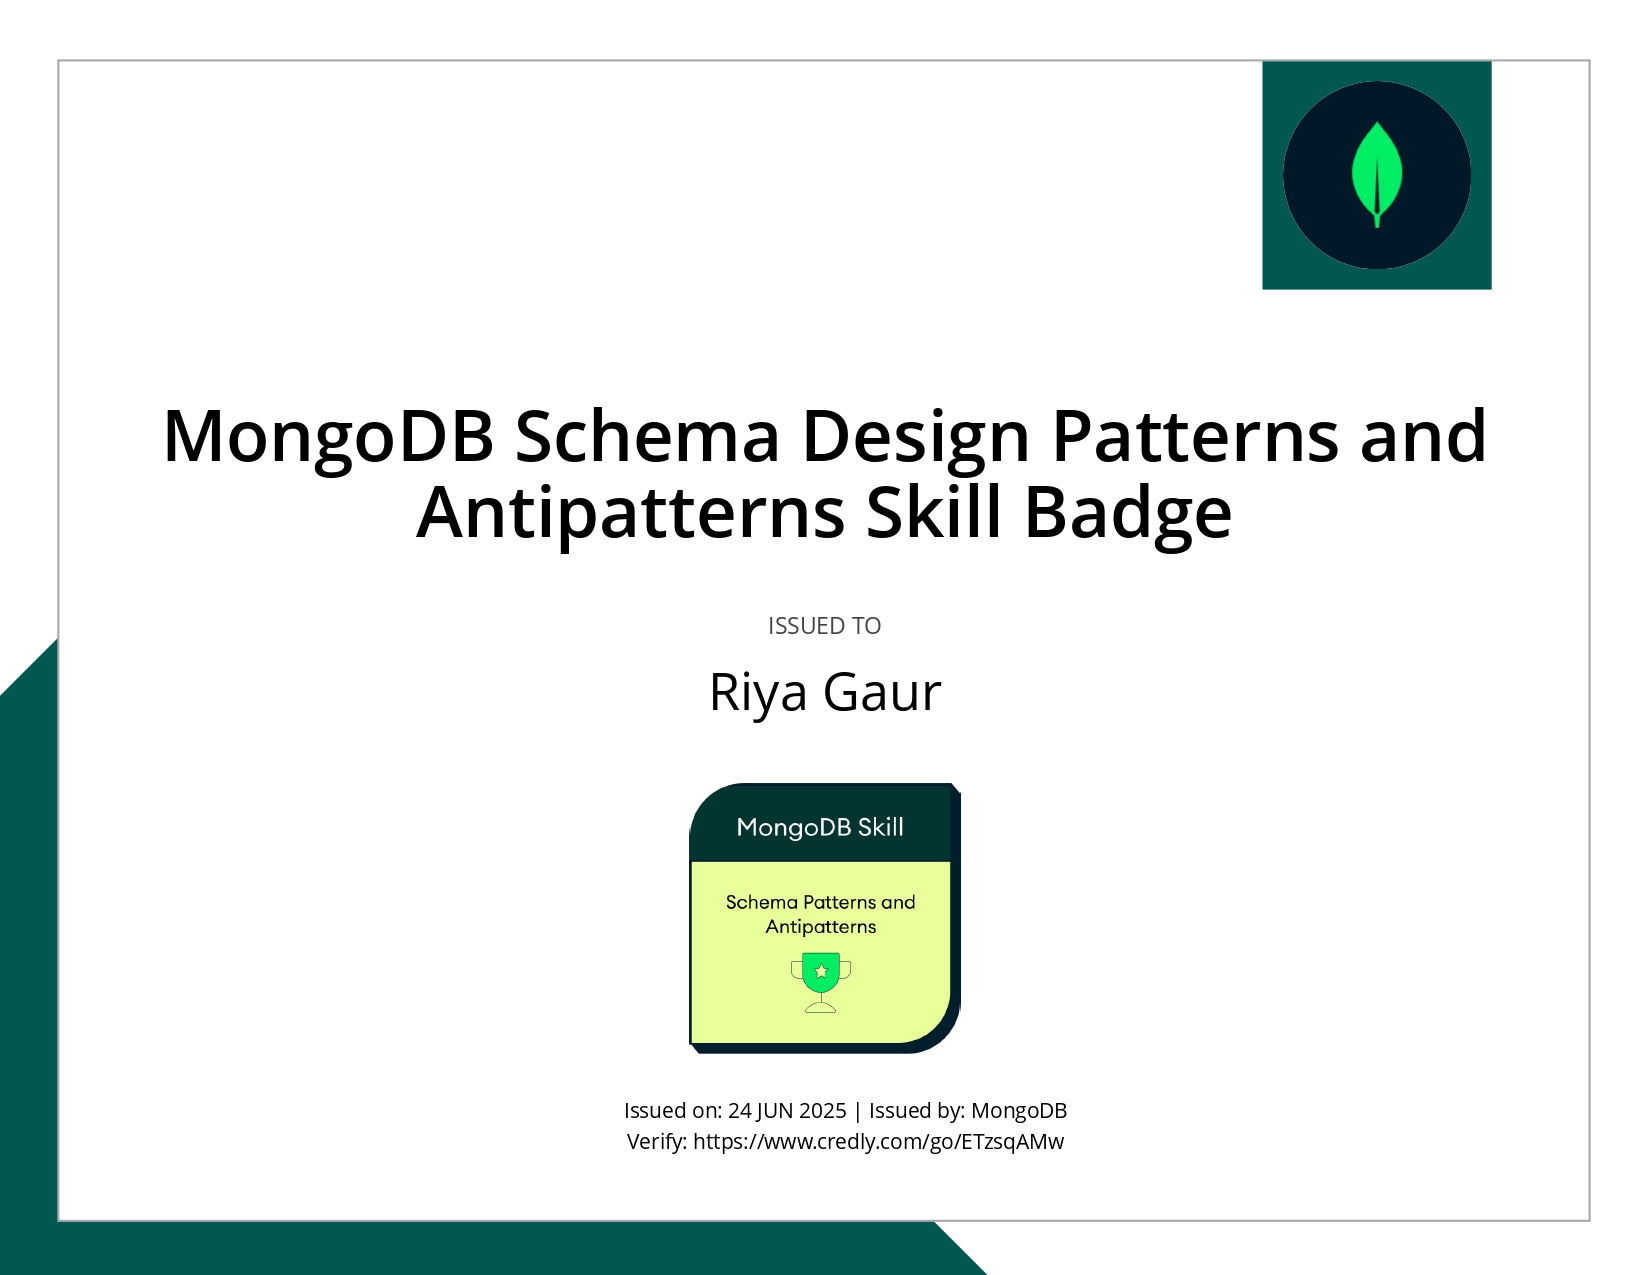 MongoDB Schema Design Patterns and
Antipatterns Skill Badge
ISSUED TO
Riya Gaur
MongoDB Skill
Schema Patterns and
Antipatterns
Issued on: 24 JUN 2025 | Issued by: MongoDB
Verify: https://www.credly.com/go/ETzsqAMw